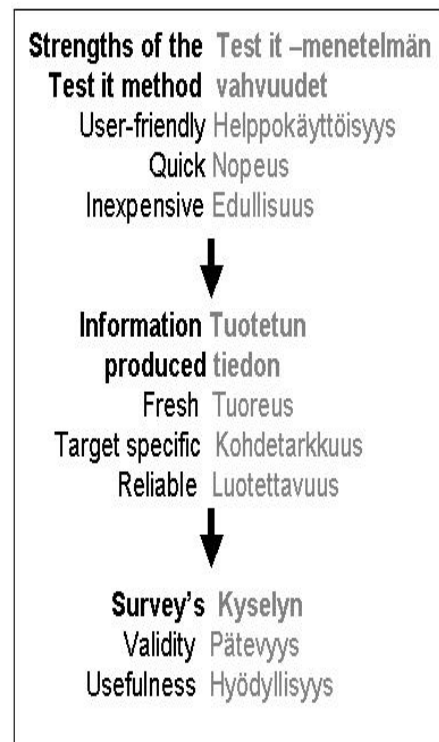 Strengths of the Test it –menetelmän
Test it method vahvuudet
User-friendly Helppokäyttöisyys
Quick Nopeus
Inexpensive Edullisuus
Information Tuotetun
produced tiedon
Fresh Tuoreus
Target specific Kohdetarkkuus
Reliable Luotettavuus
Survey's Kyselyn
Validity Pätevyys
Usefulness Hyödyllisyys